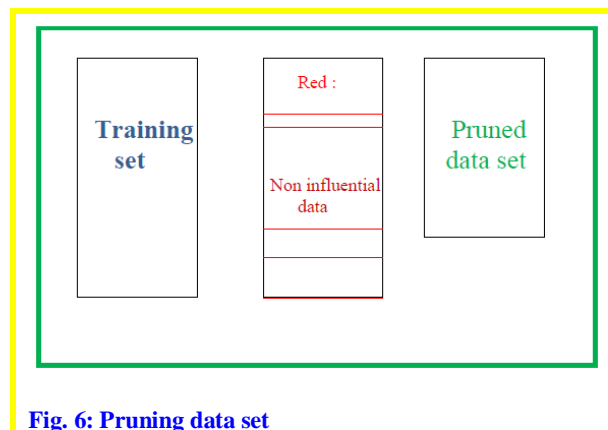 Training
set
Red :
Non influential
data
Pruned
data set
Fig. 6: Pruning data set